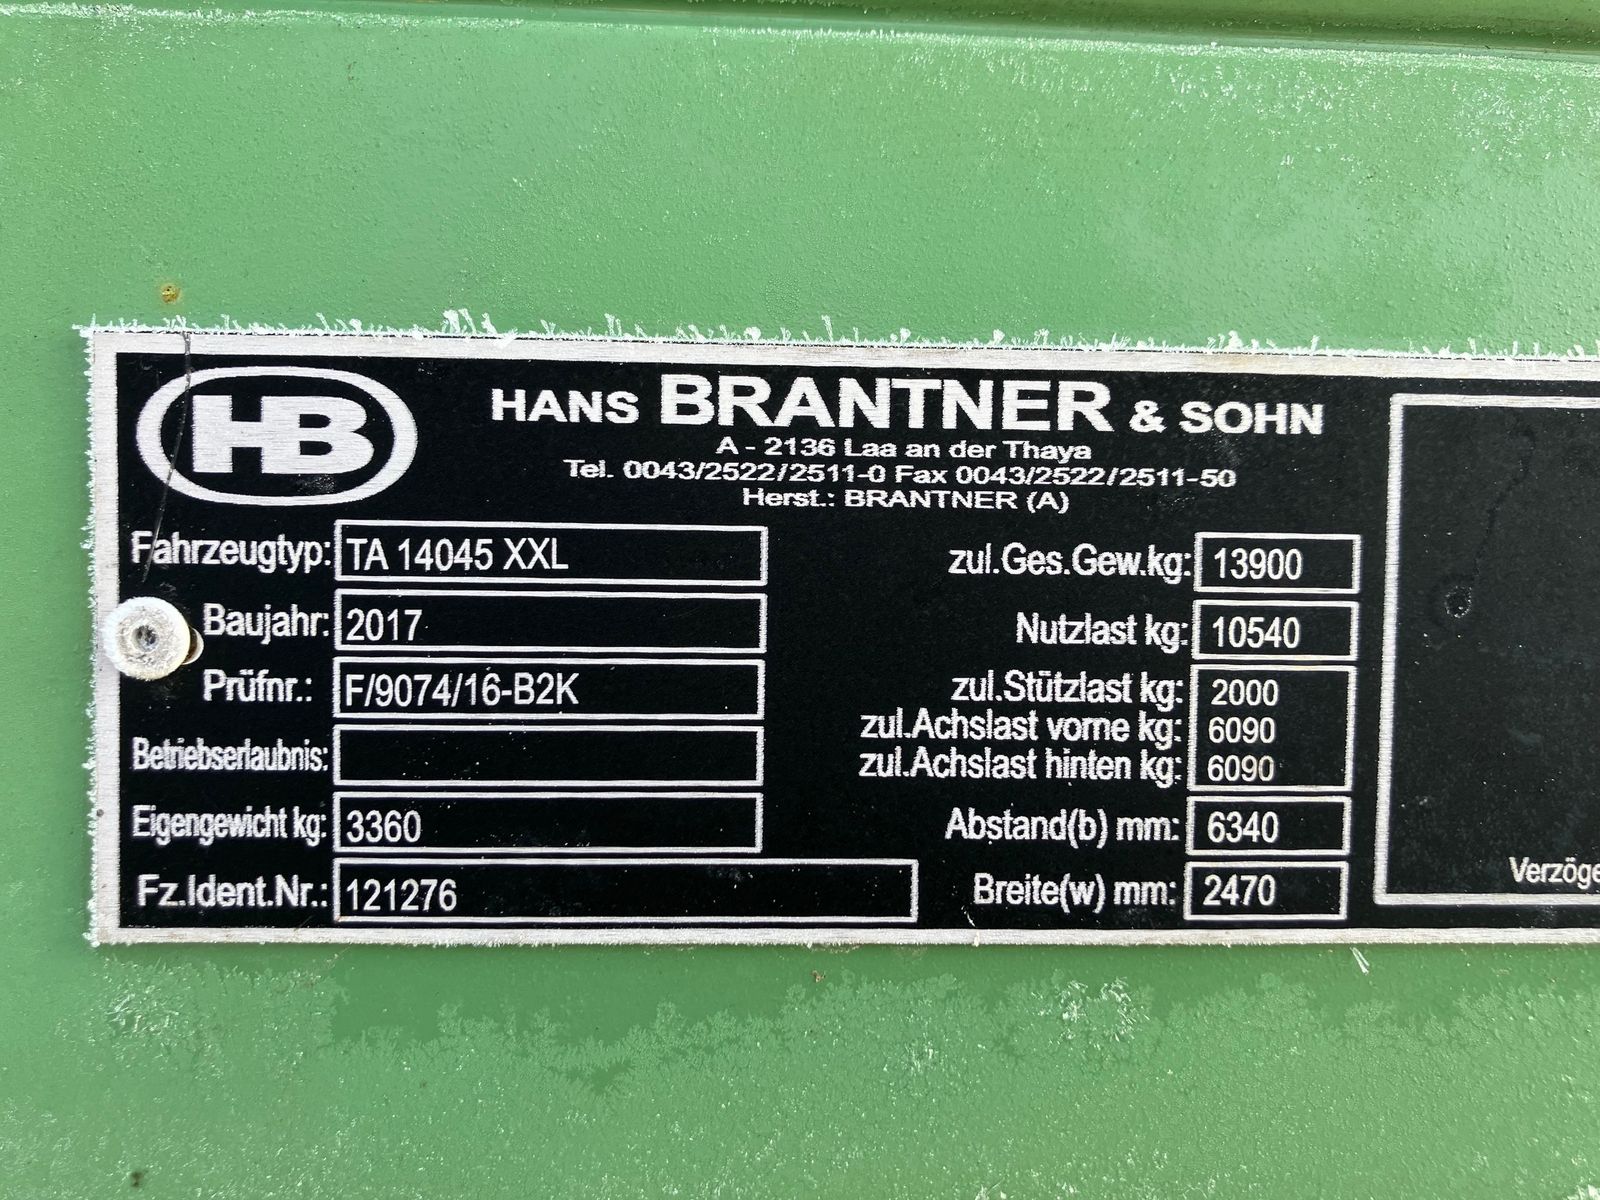 HB
HANS BRANTNER & SOHN
A - 2136 Laa an der Thaya
Tel. 0043/2522/2511-0 Fax 0043/2522/2511-50
Herst.: BRANTNER (A)
Fahrzeugtyp: TA 14045 XXL
Baujahr: 2017
Prüfnr.: F/9074/16-B2K
Betriebserlaubnis:
Eigengewicht kg: 3360
Fz.Ident.Nr.: 121276
zul.Ges.Gew.kg: 13900
Nutzlast kg: 10540
zul.Stützlast kg: 2000
zul.Achslast vorne kg: 6090
zul.Achslast hinten kg: 6090
Abstand(b) mm: 6340
Breite(w) mm: 2470